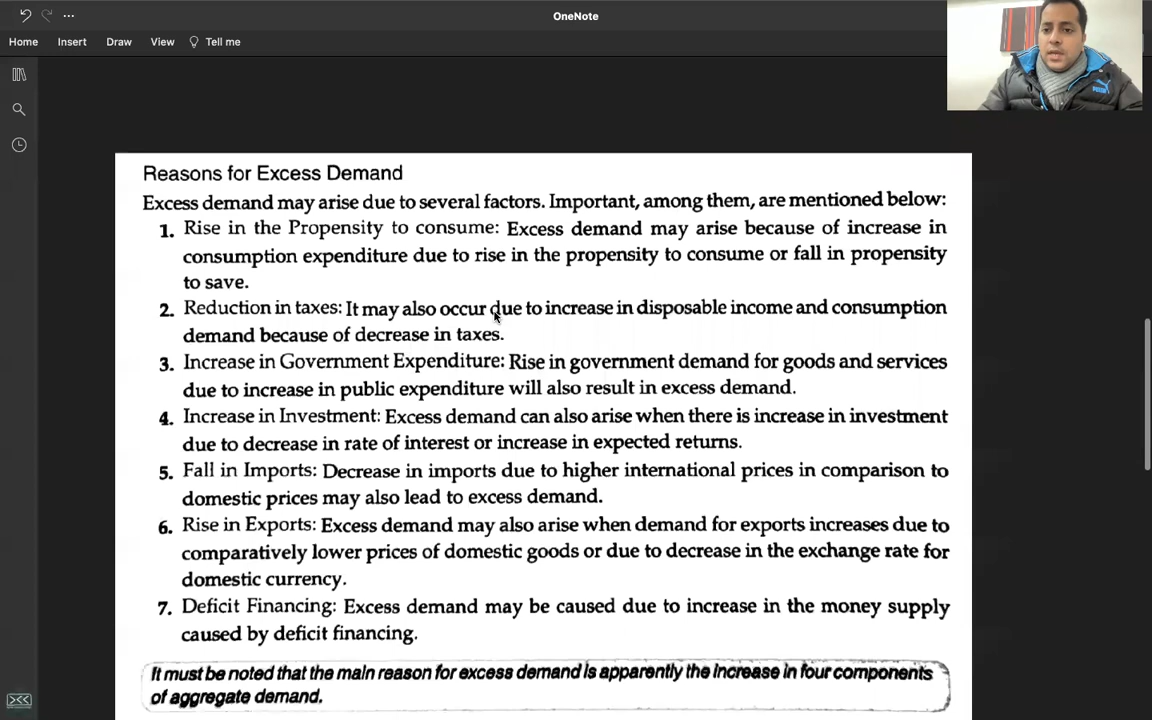 OneNote
Home Insert Draw View Tell me
Reasons for Excess Demand
Excess demand may arise due to several factors. Important, among them, are mentioned below:
1. Rise in the Propensity to consume: Excess demand may arise because of increase in
consumption expenditure due to rise in the propensity to consume or fall in propensity
to save.
2. Reduction in taxes: It may also occur due to increase in disposable income and consumption
demand because of decrease in taxes.
3. Increase in Government Expenditure: Rise in government demand for goods and services
due to increase in public expenditure will also result in excess demand.
4. Increase in Investment: Excess demand can also arise when there is increase in investment
due to decrease in rate of interest or increase in expected returns.
5. Fall in Imports: Decrease in imports due to higher international prices in comparison to
domestic prices may also lead to excess demand.
6. Rise in Exports: Excess demand may also arise when demand for exports increases due to
comparatively lower prices of domestic goods or due to decrease in the exchange rate for
domestic currency.
7. Deficit Financing: Excess demand may be caused due to increase in the money supply
caused by deficit financing.
It must be noted that the main reason for excess demand is apparently the increase in four components
of aggregate demand.